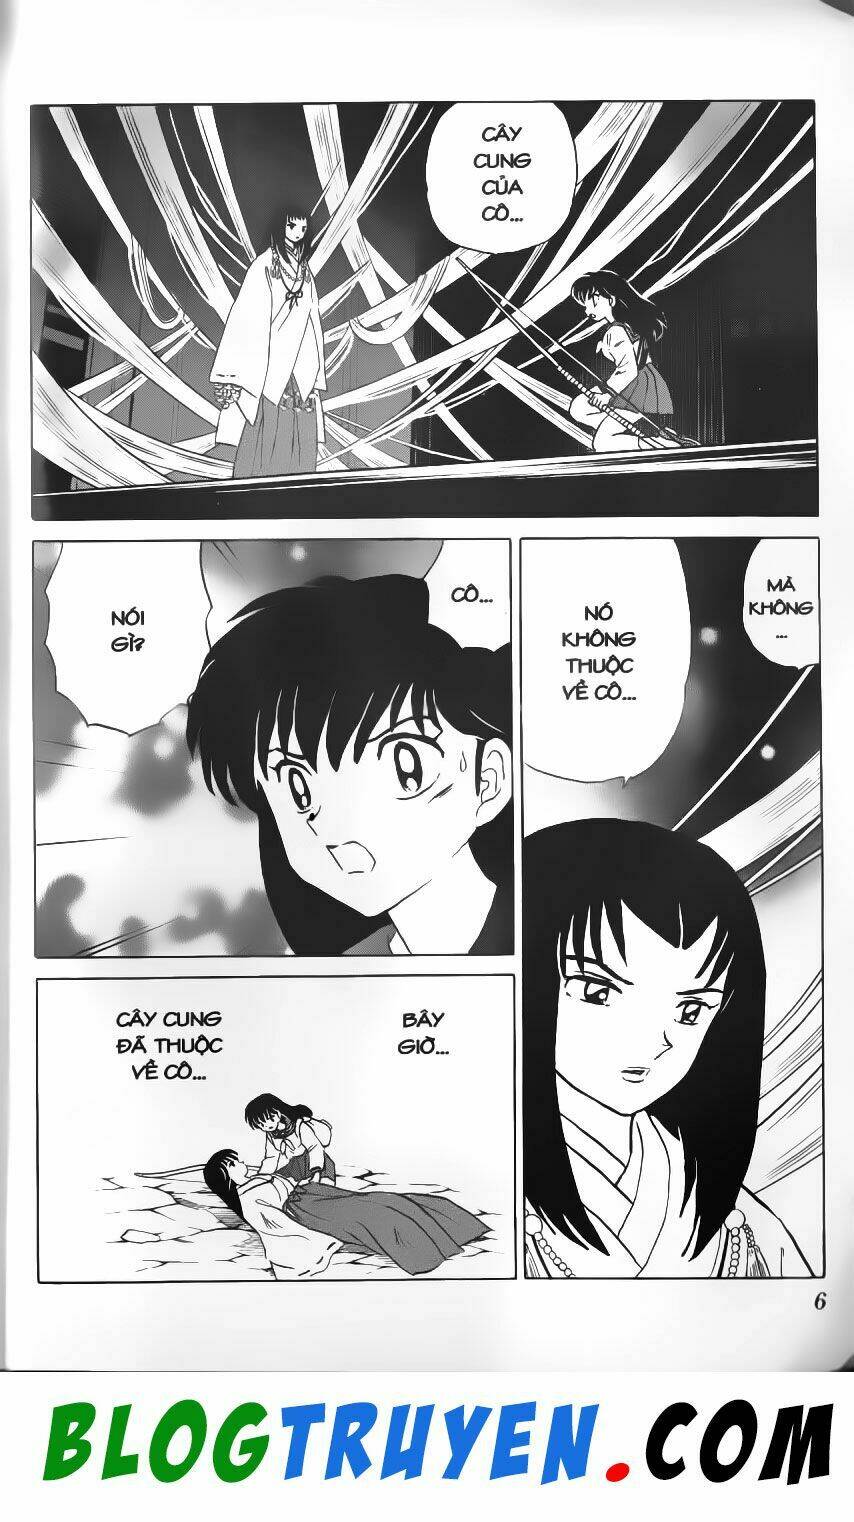 CÂY
CUNG
CỦA
CÔ...
MÀ
KHÔNG
...
NÓ
KHÔNG
THUỘC
VỀ CÔ...
CÔ...
NÓI
GÌ?
BÂY
GIỜ...
CÂY CUNG
ĐÃ THUỘC
VỀ CÔ...
6
BLOGTRUYEN.COM